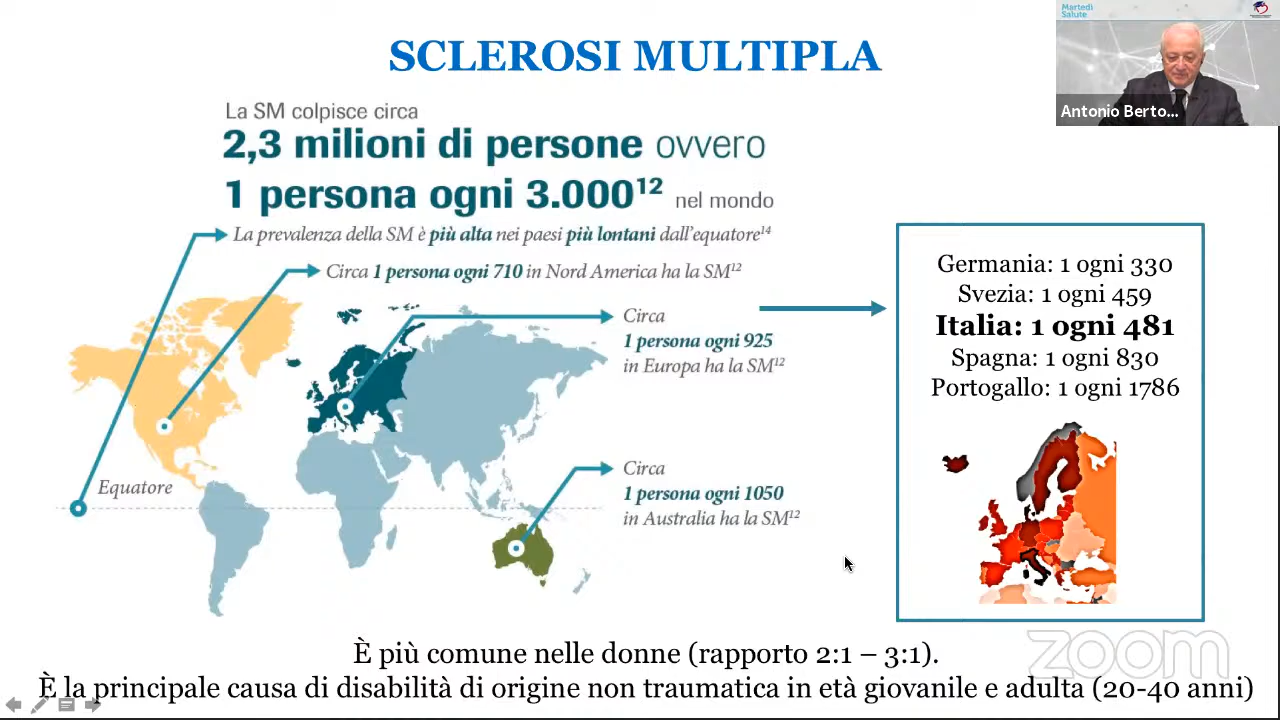 SCLEROSI MULTIPLA
Martedì
Salute
Antonio Berto...
La SM colpisce circa
2,3 milioni di persone ovvero
1 persona ogni 3.000¹² nel mondo
La prevalenza della SM è più alta nei paesi più lontani dall'equatore¹⁴
Circa 1 persona ogni 710 in Nord America ha la SM¹²
Circa
1 persona ogni 925
in Europa ha la SM¹²
Equatore
Circa
1 persona ogni 1050
in Australia ha la SM¹²
Germania: 1 ogni 330
Svezia: 1 ogni 459
Italia: 1 ogni 481
Spagna: 1 ogni 830
Portogallo: 1 ogni 1786
È più comune nelle donne (rapporto 2:1 – 3:1).
È la principale causa di disabilità di origine non traumatica in età giovanile e adulta (20-40 anni)
zoom